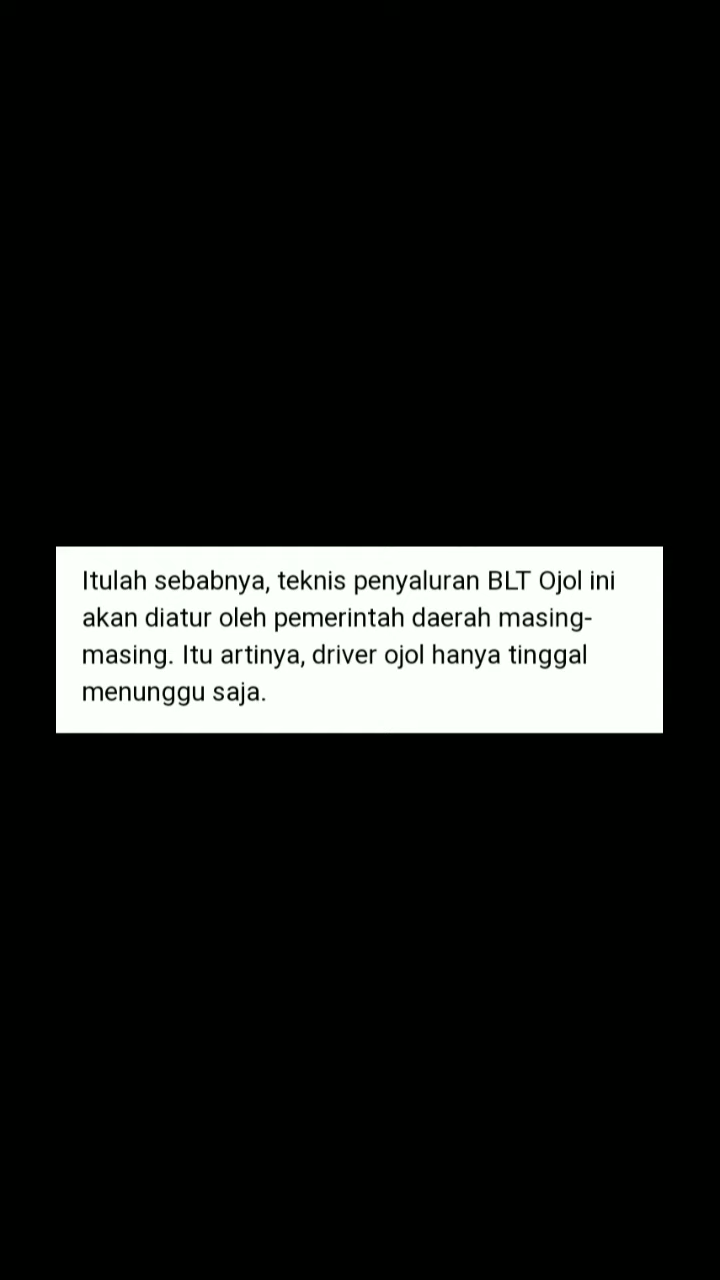 Itulah sebabnya, teknis penyaluran BLT Ojol ini
akan diatur oleh pemerintah daerah masing-
masing. Itu artinya, driver ojol hanya tinggal
menunggu saja.